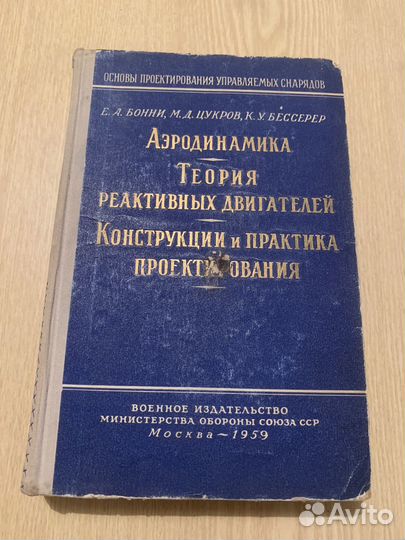 ОСНОВЫ ПРОЕКТИРОВАНИЯ УПРАВЛЯЕМЫХ СНАРЯДОВ
Е. А. БОННИ, М. Д. ЦУКРОВ, К. У. БЕССЕРЕР
АЭРОДИНАМИКА
ТЕОРИЯ
РЕАКТИВНЫХ ДВИГАТЕЛЕЙ
КОНСТРУКЦИИ И ПРАКТИКА
ПРОЕКТИРОВАНИЯ
ВОЕННОЕ ИЗДАТЕЛЬСТВО
МИНИСТЕРСТВА ОБОРОНЫ СОЮЗА ССР
Москва — 1959
Avito